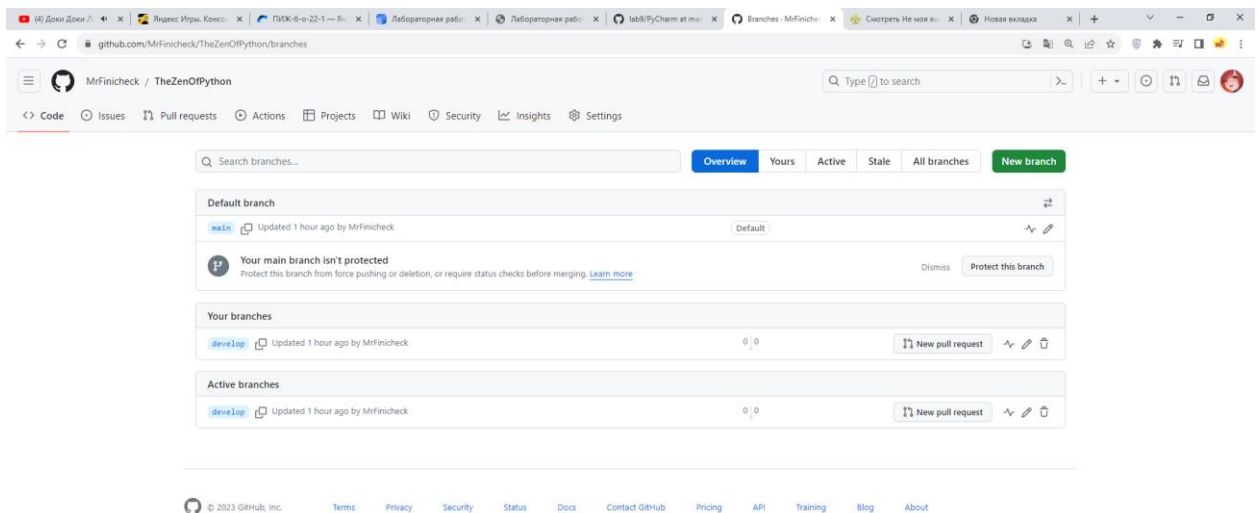 (4) Доки Доки Л Яндекс Игры. Консо ПИЖ-б-о-22-1 — Ян Лабораторная рабо Лабораторная рабо lab9/PyCharm at mai Branches · MrFiniche Смотреть Не моя ви Новая вкладка
github.com/MrFinicheck/TheZenOfPython/branches
MrFinicheck / TheZenOfPython Type / to search
Code Issues Pull requests Actions Projects Wiki Security Insights Settings
Search branches... Overview Yours Active Stale All branches New branch
Default branch
main Updated 1 hour ago by MrFinicheck Default
Your main branch isn't protected
Protect this branch from force pushing or deletion, or require status checks before merging. Learn more Dismiss Protect this branch
Your branches
develop Updated 1 hour ago by MrFinicheck 0 0 New pull request
Active branches
develop Updated 1 hour ago by MrFinicheck 0 0 New pull request
© 2023 GitHub, Inc. Terms Privacy Security Status Docs Contact GitHub Pricing API Training Blog About